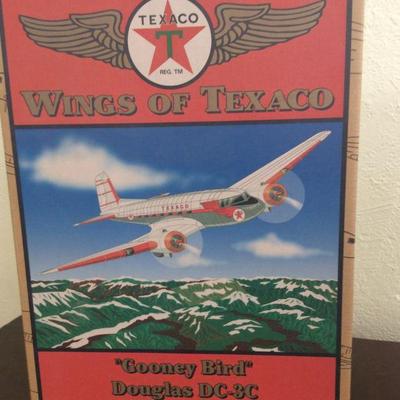 TEXACO
T
REG. TM
WINGS OF TEXACO
TEXACO
"Gooney Bird"
Douglas DC-3C